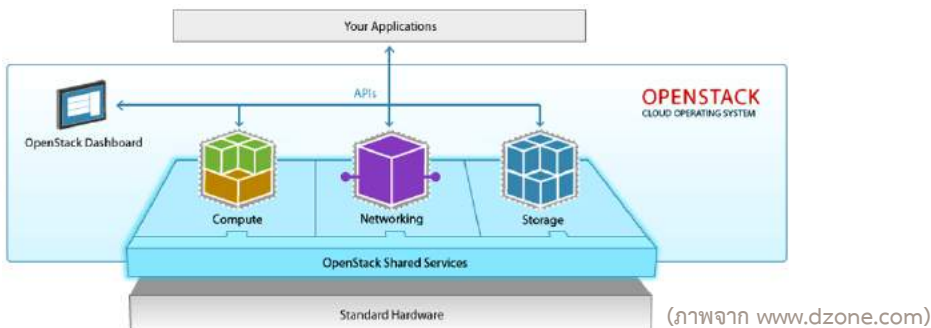 Your Applications
APIs
OPENSTACK
CLOUD OPERATING SYSTEM
OpenStack Dashboard
Compute
Networking
Storage
OpenStack Shared Services
Standard Hardware
(ภาพจาก www.dzone.com)